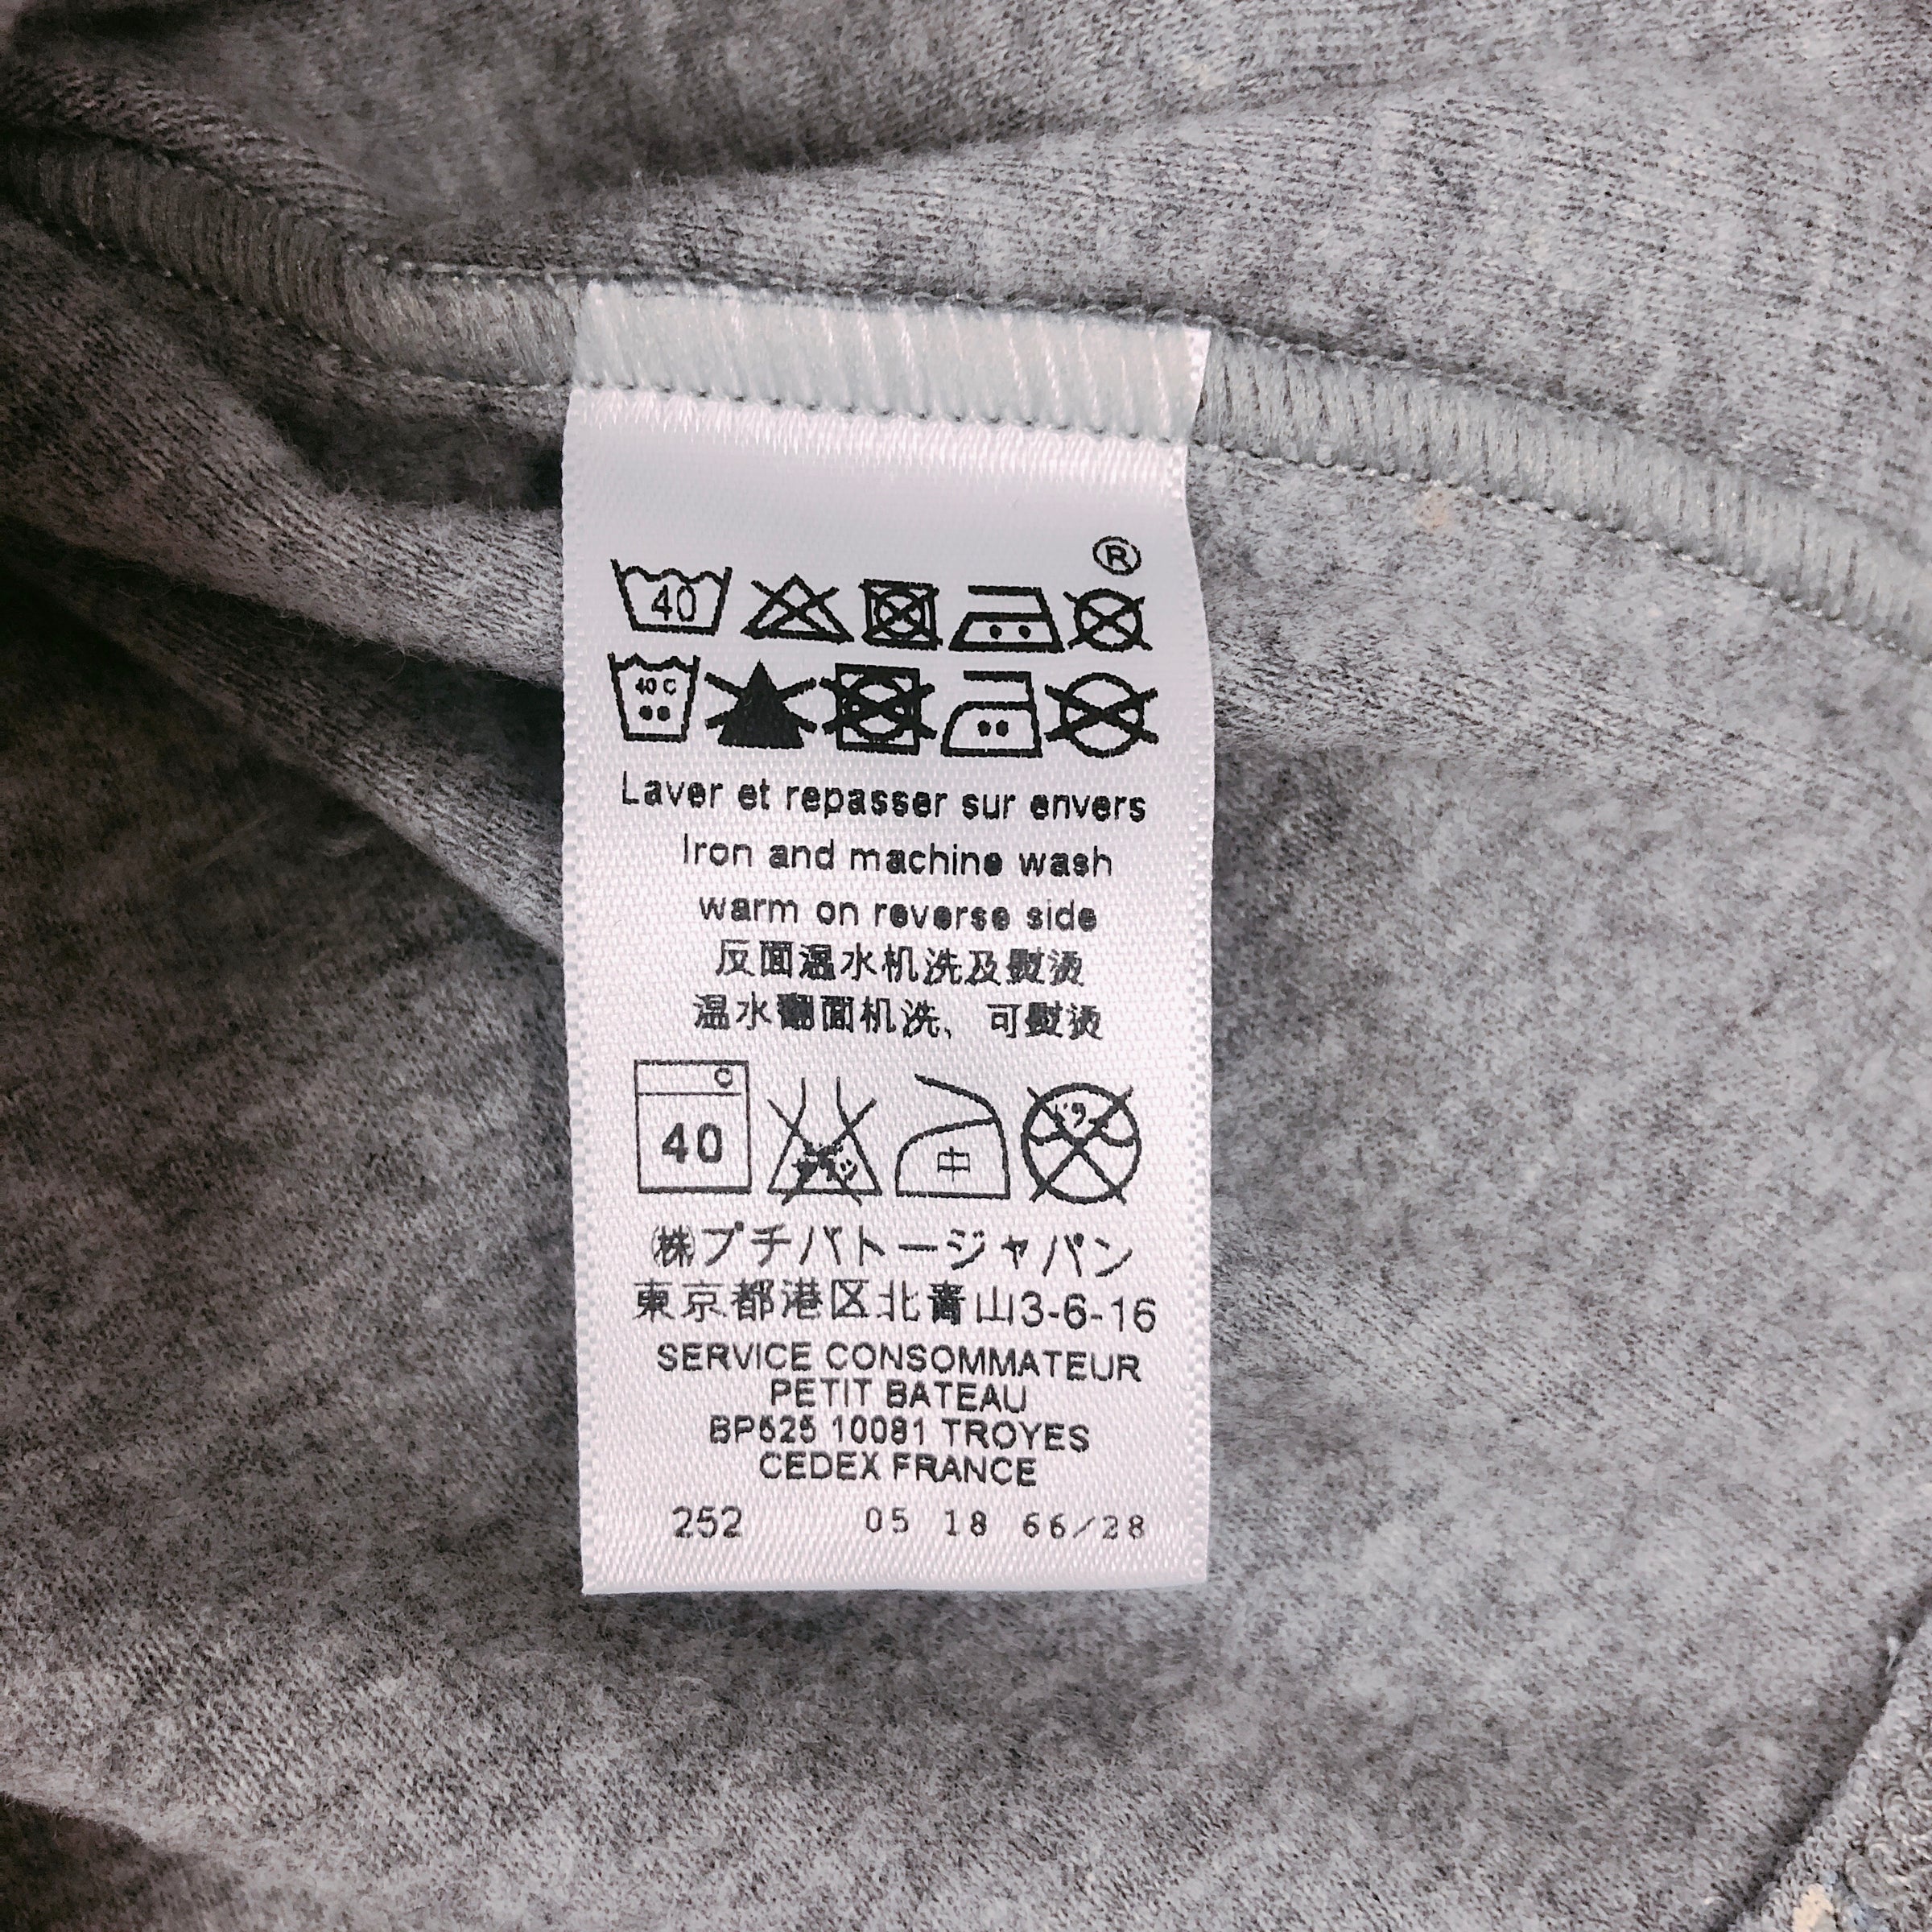 ®
40
40 C
Laver et repasser sur envers
Iron and machine wash
warm on reverse side
反面温水机洗及熨烫
温水翻面机洗、可熨烫
C
40
中
ドライ
㈱プチバトージャパン
東京都港区北青山3-6-16
SERVICE CONSOMMATEUR
PETIT BATEAU
BP525 10081 TROYES
CEDEX FRANCE
252 05 18 66/28